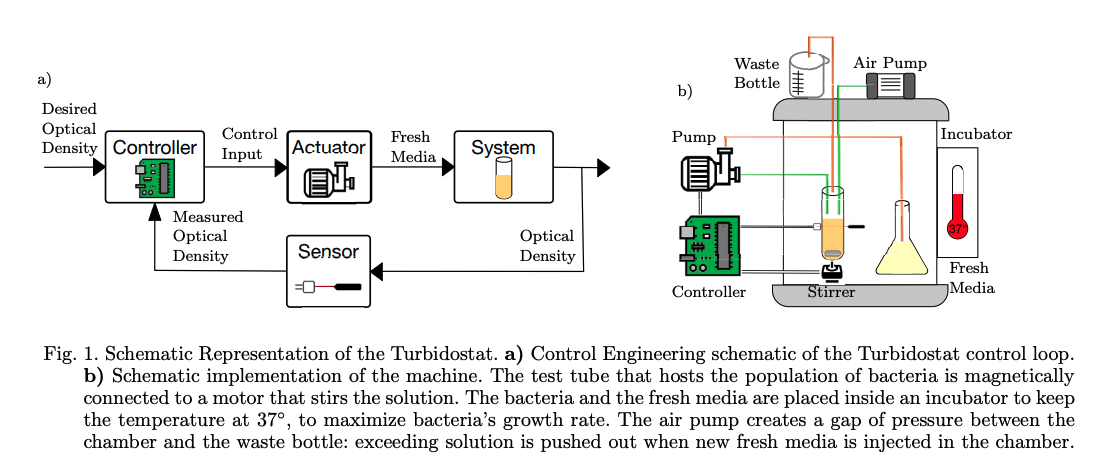 a)
Desired
Optical
Density
Controller
Control
Input
Actuator
Fresh
Media
System
Measured
Optical
Density
Sensor
Optical
Density
b)
Waste
Bottle
Air Pump
Pump
Incubator
37°
Controller
Stirrer
Fresh
Media
Fig. 1. Schematic Representation of the Turbidostat. a) Control Engineering schematic of the Turbidostat control loop.
b) Schematic implementation of the machine. The test tube that hosts the population of bacteria is magnetically
connected to a motor that stirs the solution. The bacteria and the fresh media are placed inside an incubator to keep
the temperature at 37°, to maximize bacteria's growth rate. The air pump creates a gap of pressure between the
chamber and the waste bottle: exceeding solution is pushed out when new fresh media is injected in the chamber.